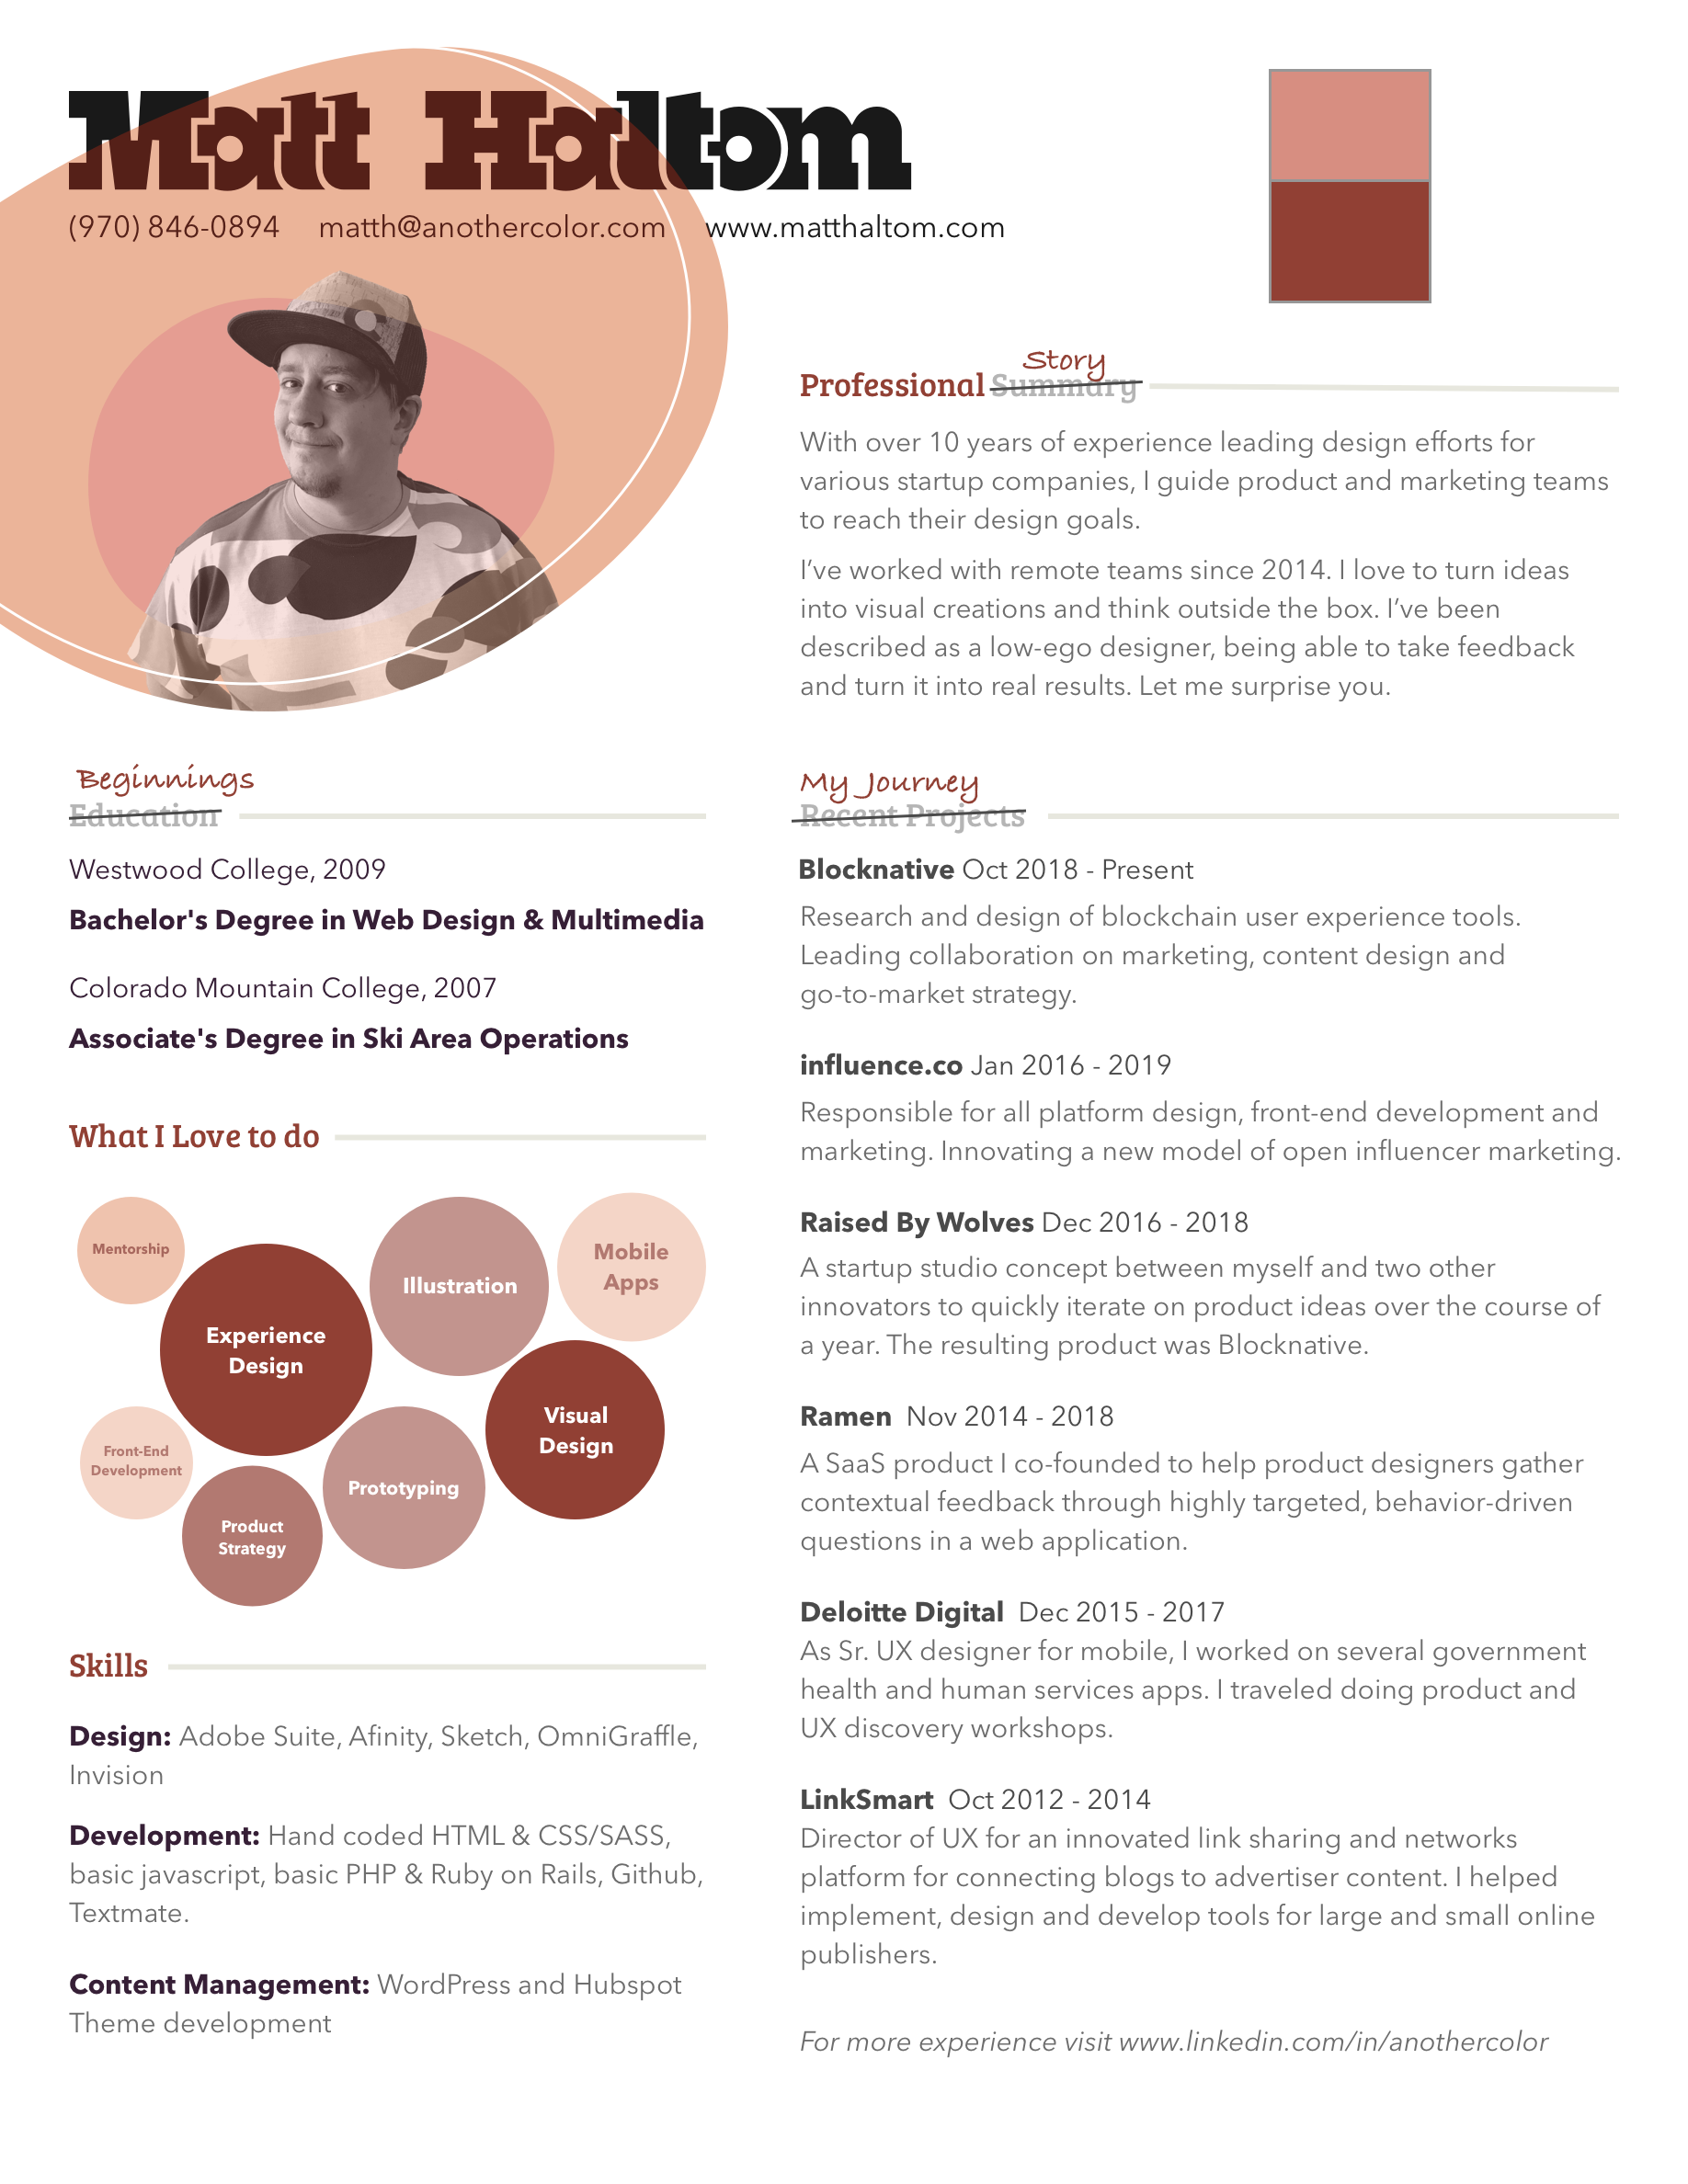 Matt Haltom
(970) 846-0894 matth@anothercolor.com www.matthaltom.com
Story
Professional Summary
With over 10 years of experience leading design efforts for
various startup companies, I guide product and marketing teams
to reach their design goals.
I've worked with remote teams since 2014. I love to turn ideas
into visual creations and think outside the box. I've been
described as a low-ego designer, being able to take feedback
and turn it into real results. Let me surprise you.
Beginnings
Education
Westwood College, 2009
Bachelor's Degree in Web Design & Multimedia
Colorado Mountain College, 2007
Associate's Degree in Ski Area Operations
What I Love to do
Mentorship
Experience
Design
Illustration
Mobile
Apps
Visual
Design
Front-End
Development
Prototyping
Product
Strategy
Skills
Design: Adobe Suite, Afinity, Sketch, OmniGraffle,
Invision
Development: Hand coded HTML & CSS/SASS,
basic javascript, basic PHP & Ruby on Rails, Github,
Textmate.
Content Management: WordPress and Hubspot
Theme development
My Journey
Recent Projects
Blocknative Oct 2018 - Present
Research and design of blockchain user experience tools.
Leading collaboration on marketing, content design and
go-to-market strategy.
influence.co Jan 2016 - 2019
Responsible for all platform design, front-end development and
marketing. Innovating a new model of open influencer marketing.
Raised By Wolves Dec 2016 - 2018
A startup studio concept between myself and two other
innovators to quickly iterate on product ideas over the course of
a year. The resulting product was Blocknative.
Ramen Nov 2014 - 2018
A SaaS product I co-founded to help product designers gather
contextual feedback through highly targeted, behavior-driven
questions in a web application.
Deloitte Digital Dec 2015 - 2017
As Sr. UX designer for mobile, I worked on several government
health and human services apps. I traveled doing product and
UX discovery workshops.
LinkSmart Oct 2012 - 2014
Director of UX for an innovated link sharing and networks
platform for connecting blogs to advertiser content. I helped
implement, design and develop tools for large and small online
publishers.
For more experience visit www.linkedin.com/in/anothercolor